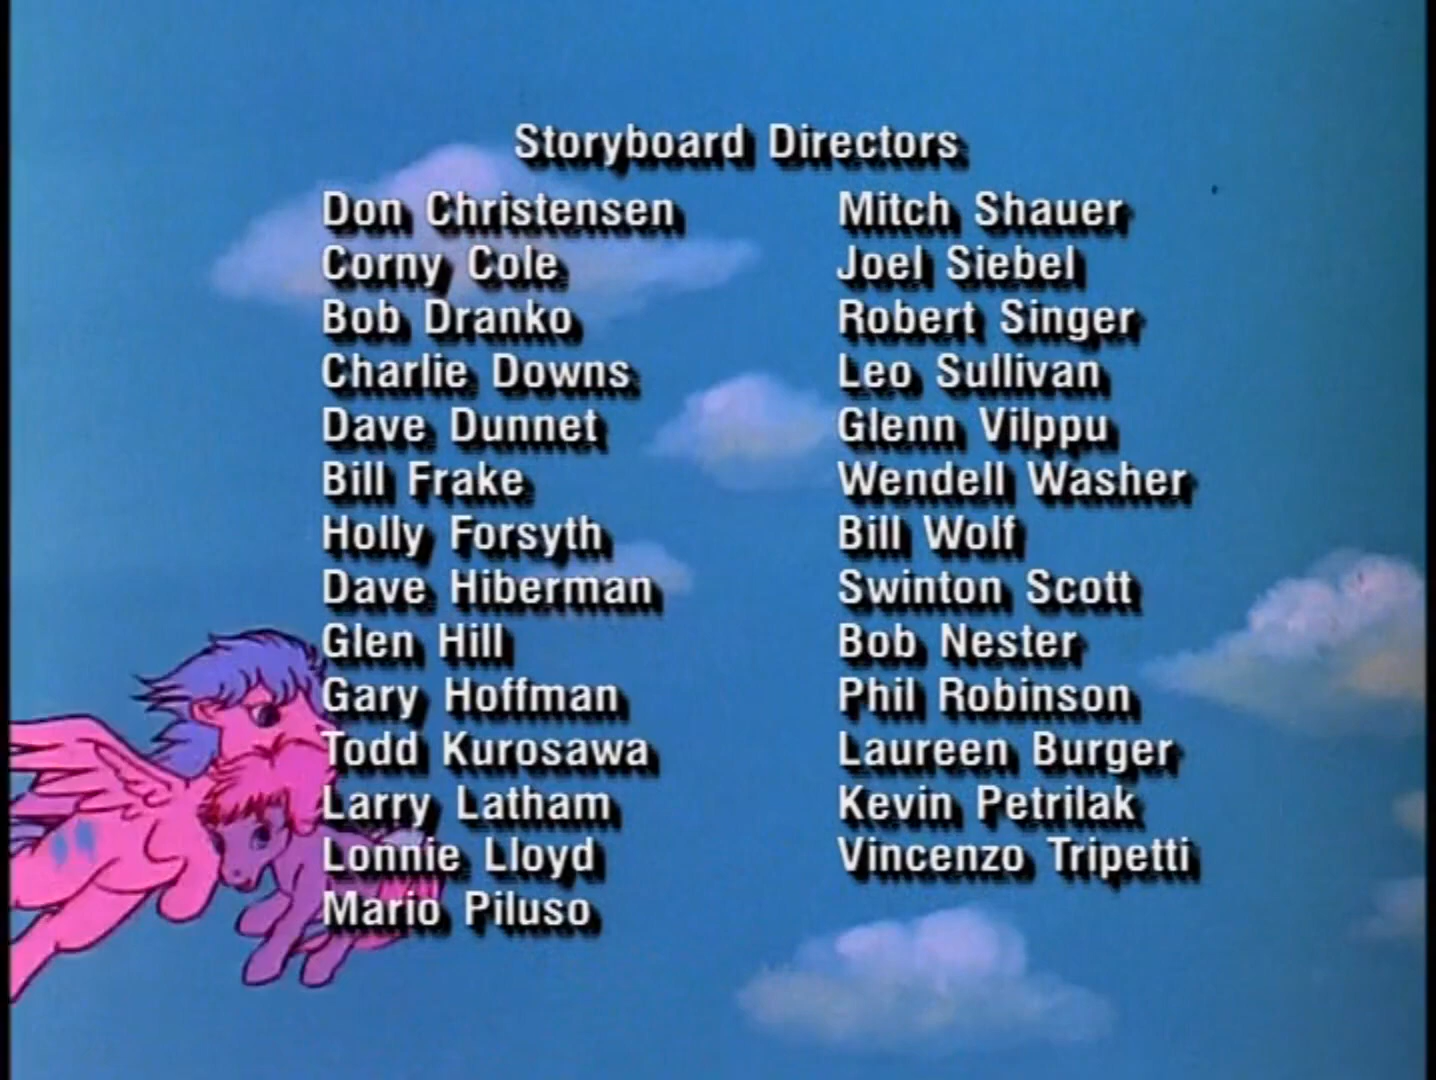 Storyboard Directors
Don Christensen
Corny Cole
Bob Dranko
Charlie Downs
Dave Dunnet
Bill Frake
Holly Forsyth
Dave Hiberman
Glen Hill
Gary Hoffman
Todd Kurosawa
Larry Latham
Lonnie Lloyd
Mario Piluso
Mitch Shauer
Joel Siebel
Robert Singer
Leo Sullivan
Glenn Vilppu
Wendell Washer
Bill Wolf
Swinton Scott
Bob Nester
Phil Robinson
Laureen Burger
Kevin Petrilak
Vincenzo Tripetti